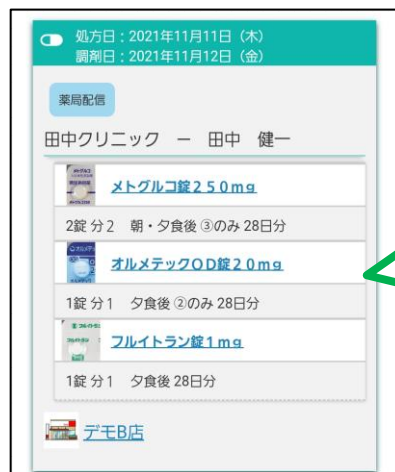 処方日：2021年11月11日（木）
調剤日：2021年11月12日（金）
薬局配信
田中クリニック ー 田中 健一
メトグルコ錠２５０ｍｇ
2錠 分２ 朝・夕食後 ③のみ 28日分
オルメテックＯＤ錠２０ｍｇ
1錠 分１ 夕食後 ②のみ 28日分
フルイトラン錠１ｍｇ
1錠 分１ 夕食後 28日分
デモB店